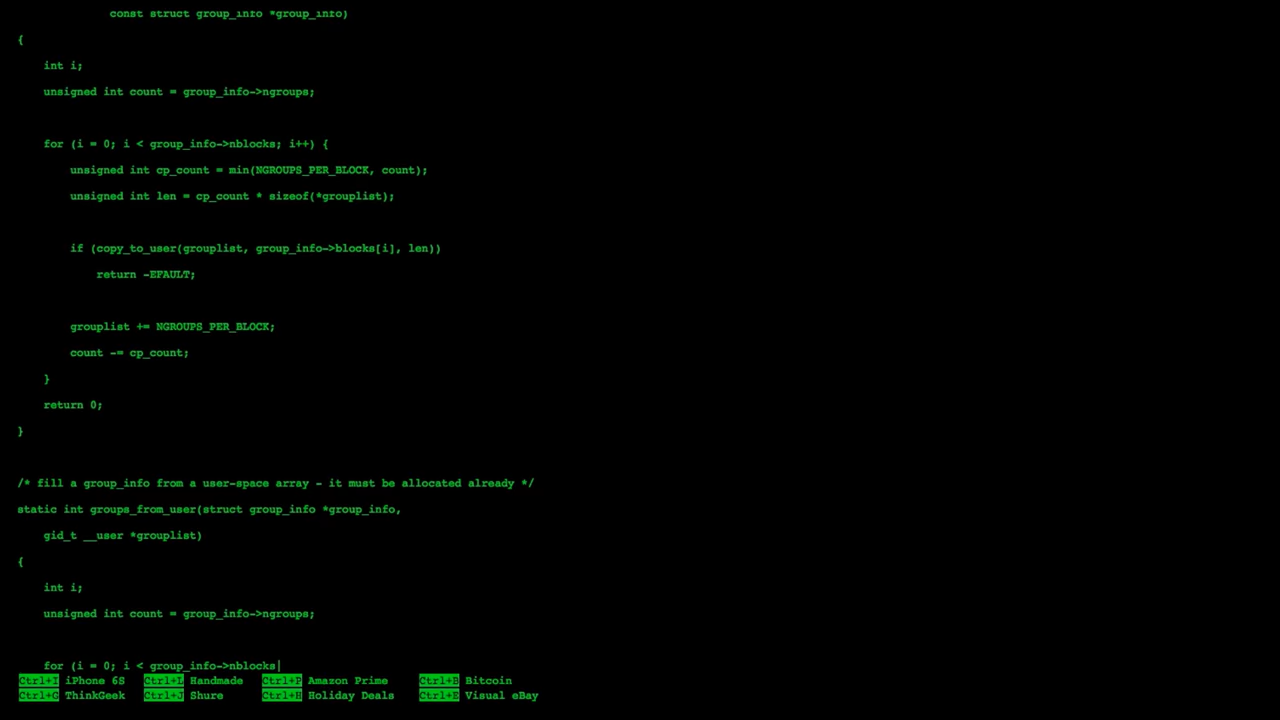 const struct group_info *group_info)
{
int i;
unsigned int count = group_info->ngroups;
for (i = 0; i < group_info->nblocks; i++) {
unsigned int cp_count = min(NGROUPS_PER_BLOCK, count);
unsigned int len = cp_count * sizeof(*grouplist);
if (copy_to_user(grouplist, group_info->blocks[i], len))
return -EFAULT;
grouplist += NGROUPS_PER_BLOCK;
count -= cp_count;
}
return 0;
}
/* fill a group_info from a user-space array - it must be allocated already */
static int groups_from_user(struct group_info *group_info,
gid_t __user *grouplist)
{
int i;
unsigned int count = group_info->ngroups;
for (i = 0; i < group_info->nblocks|
Ctrl+I iPhone 6S Ctrl+L Handmade Ctrl+P Amazon Prime Ctrl+B Bitcoin
Ctrl+G ThinkGeek Ctrl+J Shure Ctrl+H Holiday Deals Ctrl+E Visual eBay